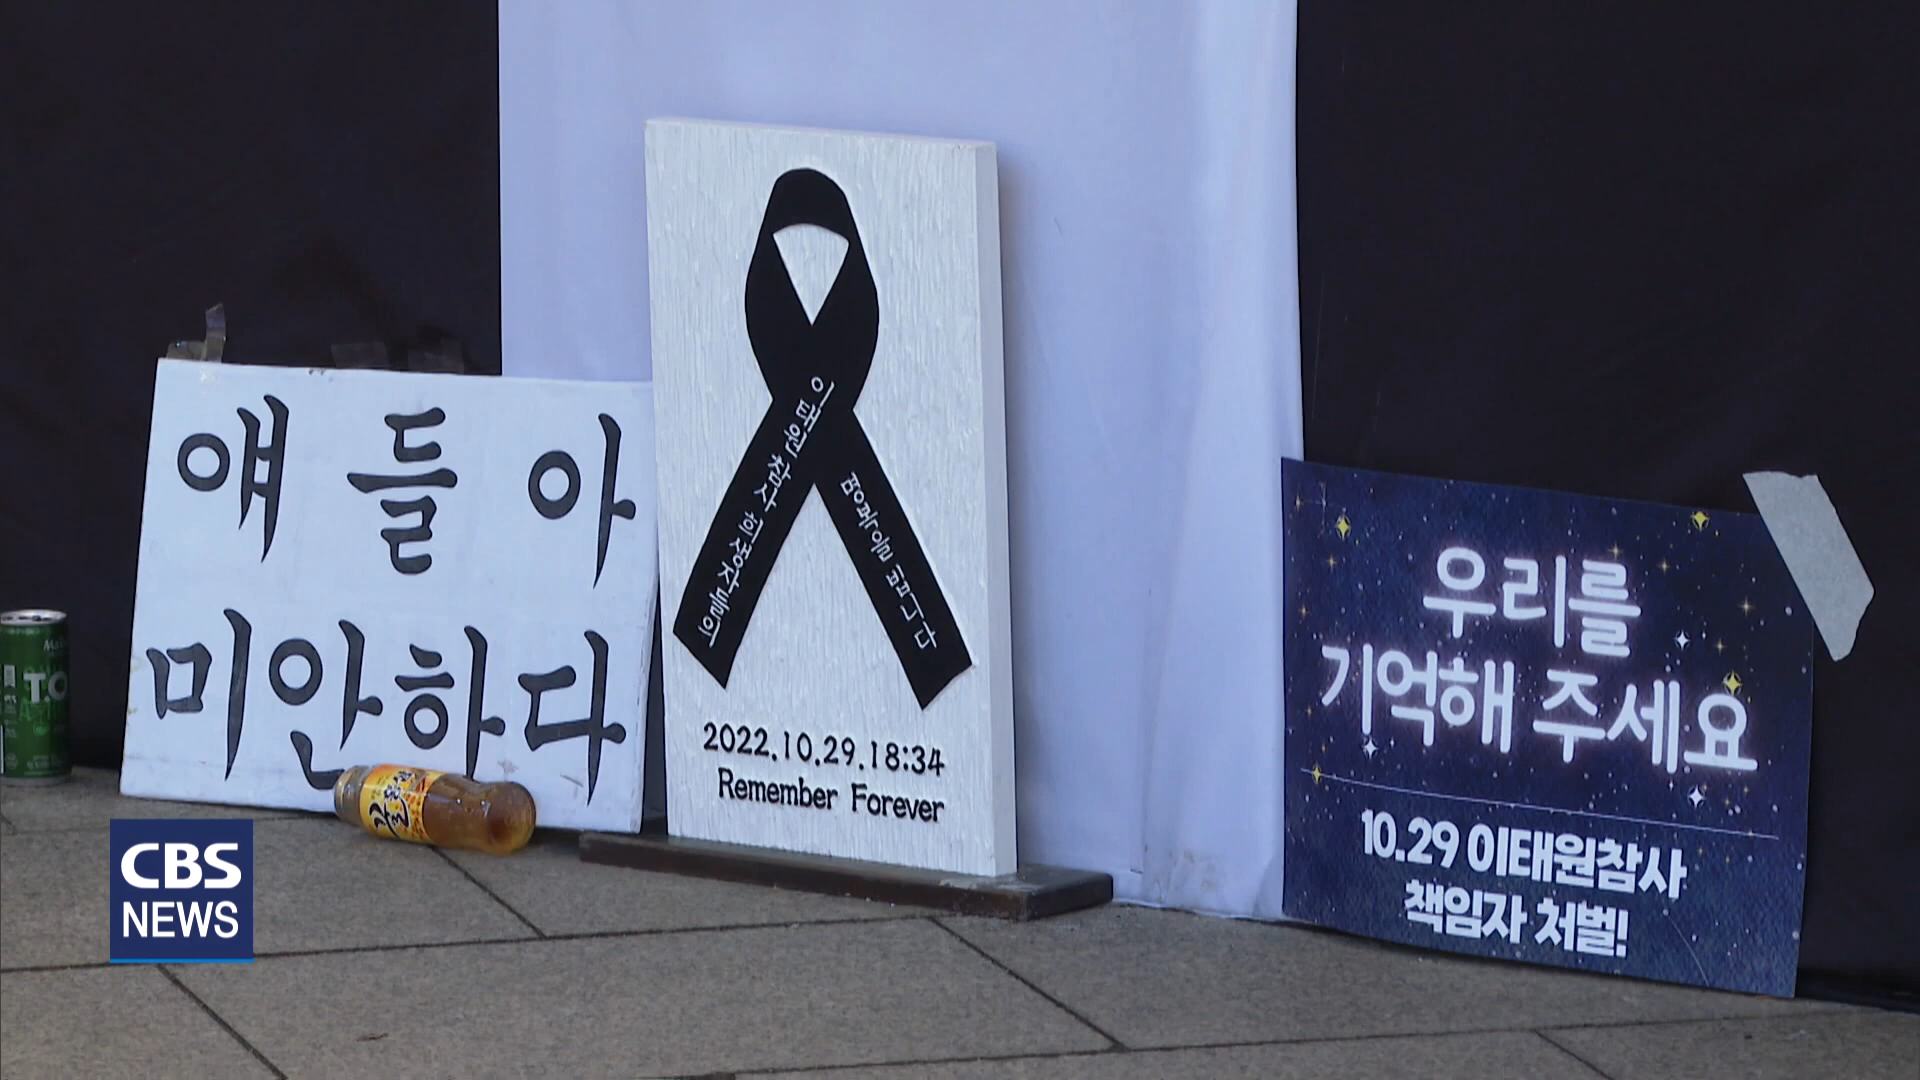 얘들아
미안하다
이태원 참사 희생자분들의
명복을 빕니다
2022.10.29.18:34
Remember Forever
우리를
기억해 주세요
10.29 이태원참사
책임자 처벌!
T.O
CBS
NEWS